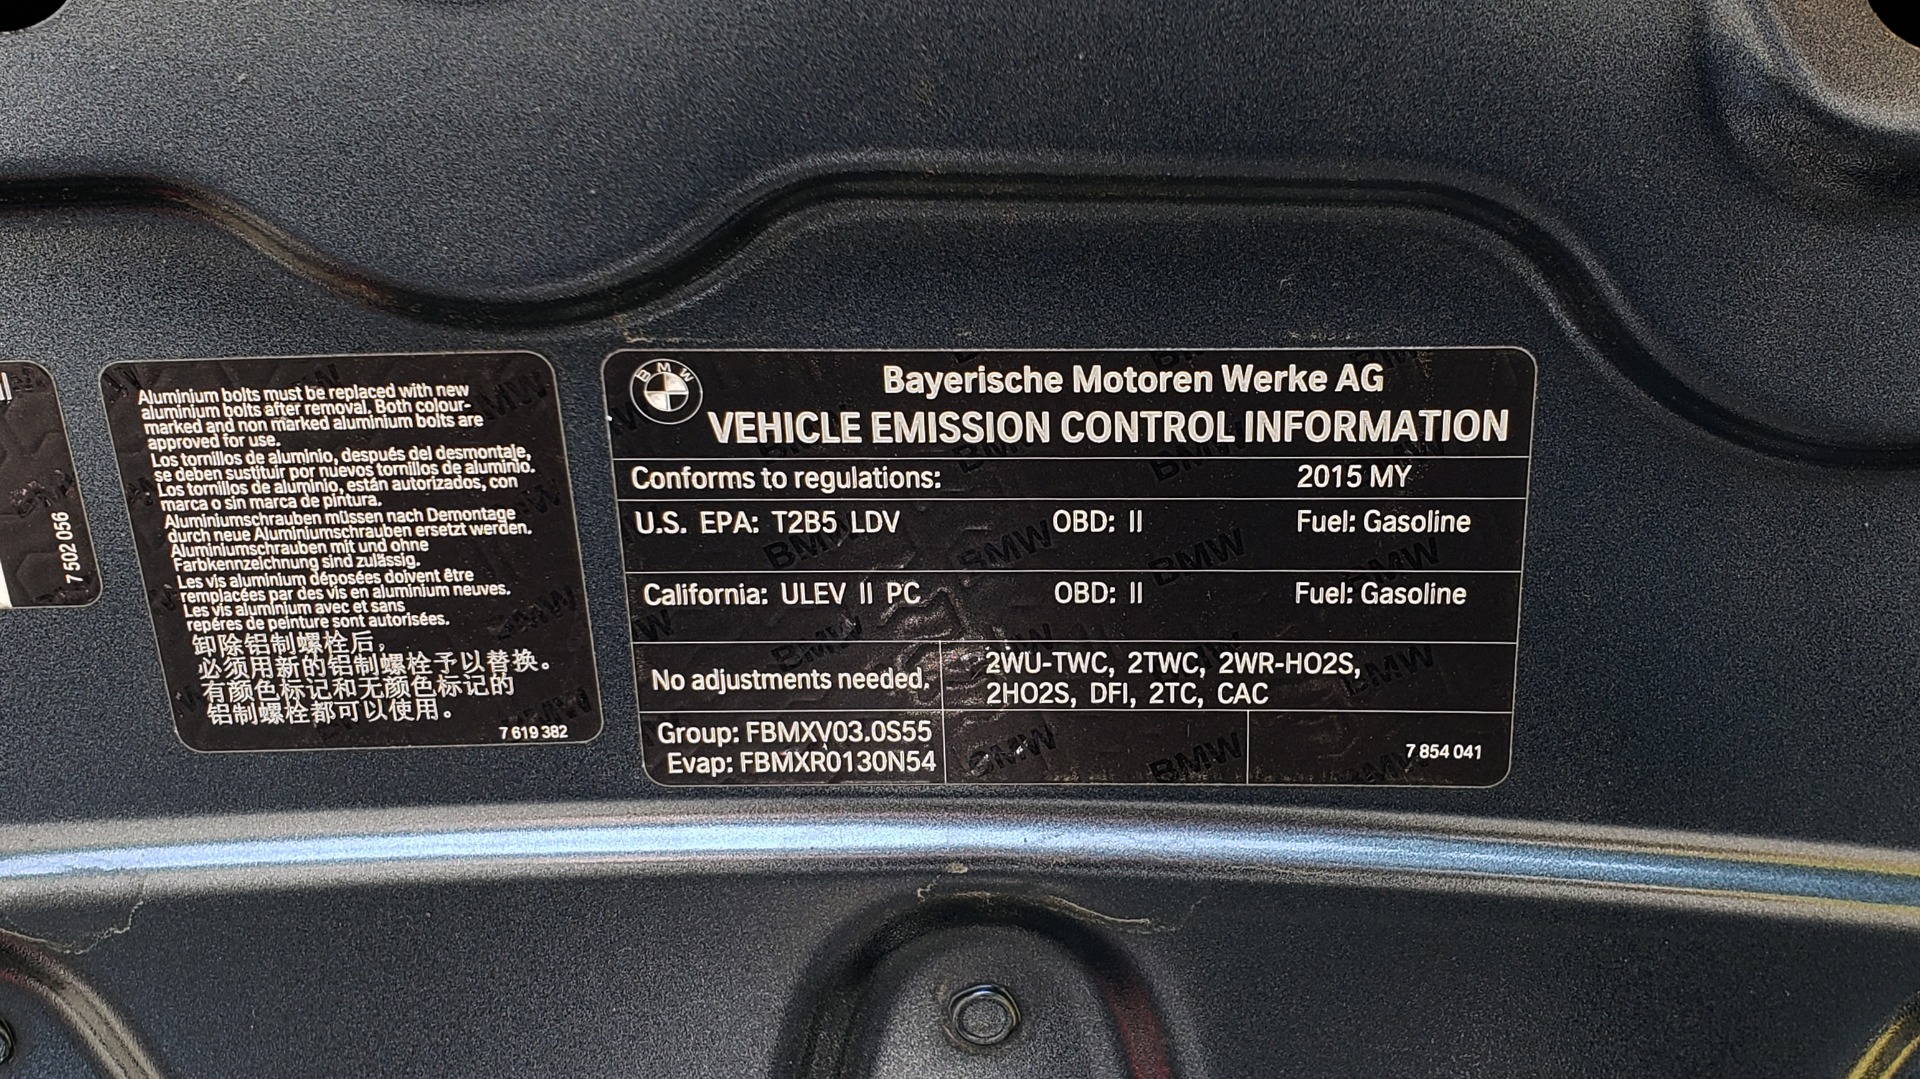 7 502 056
Aluminium bolts must be replaced with new
aluminium bolts after removal. Both colour-
marked and non marked aluminium bolts are
approved for use.
Los tornillos de aluminio, después del desmontaje,
se deben sustituir por nuevos tornillos de aluminio.
Los tornillos de aluminio, están autorizados, con
marca o sin marca de pintura.
Aluminiumschrauben müssen nach Demontage
durch neue Aluminiumschrauben ersetzt werden.
Aluminiumschrauben mit und ohne
Farbkennzeichnung sind zulässig.
Les vis aluminium déposées doivent être
remplacées par des vis en aluminium neuves.
Les vis aluminium avec et sans
repéres de peinture sont autorisées.
卸除铝制螺栓后,
必须用新的铝制螺栓予以替换。
有颜色标记和无颜色标记的
铝制螺栓都可以使用。
7 619 382
BMW
Bayerische Motoren Werke AG
VEHICLE EMISSION CONTROL INFORMATION
Conforms to regulations: 2015 MY
U.S. EPA: T2B5 LDV OBD: II Fuel: Gasoline
California: ULEV II PC OBD: II Fuel: Gasoline
No adjustments needed.
2WU-TWC, 2TWC, 2WR-HO2S,
2HO2S, DFI, 2TC, CAC
Group: FBMXV03.0S55
Evap: FBMXR0130N54
7 854 041